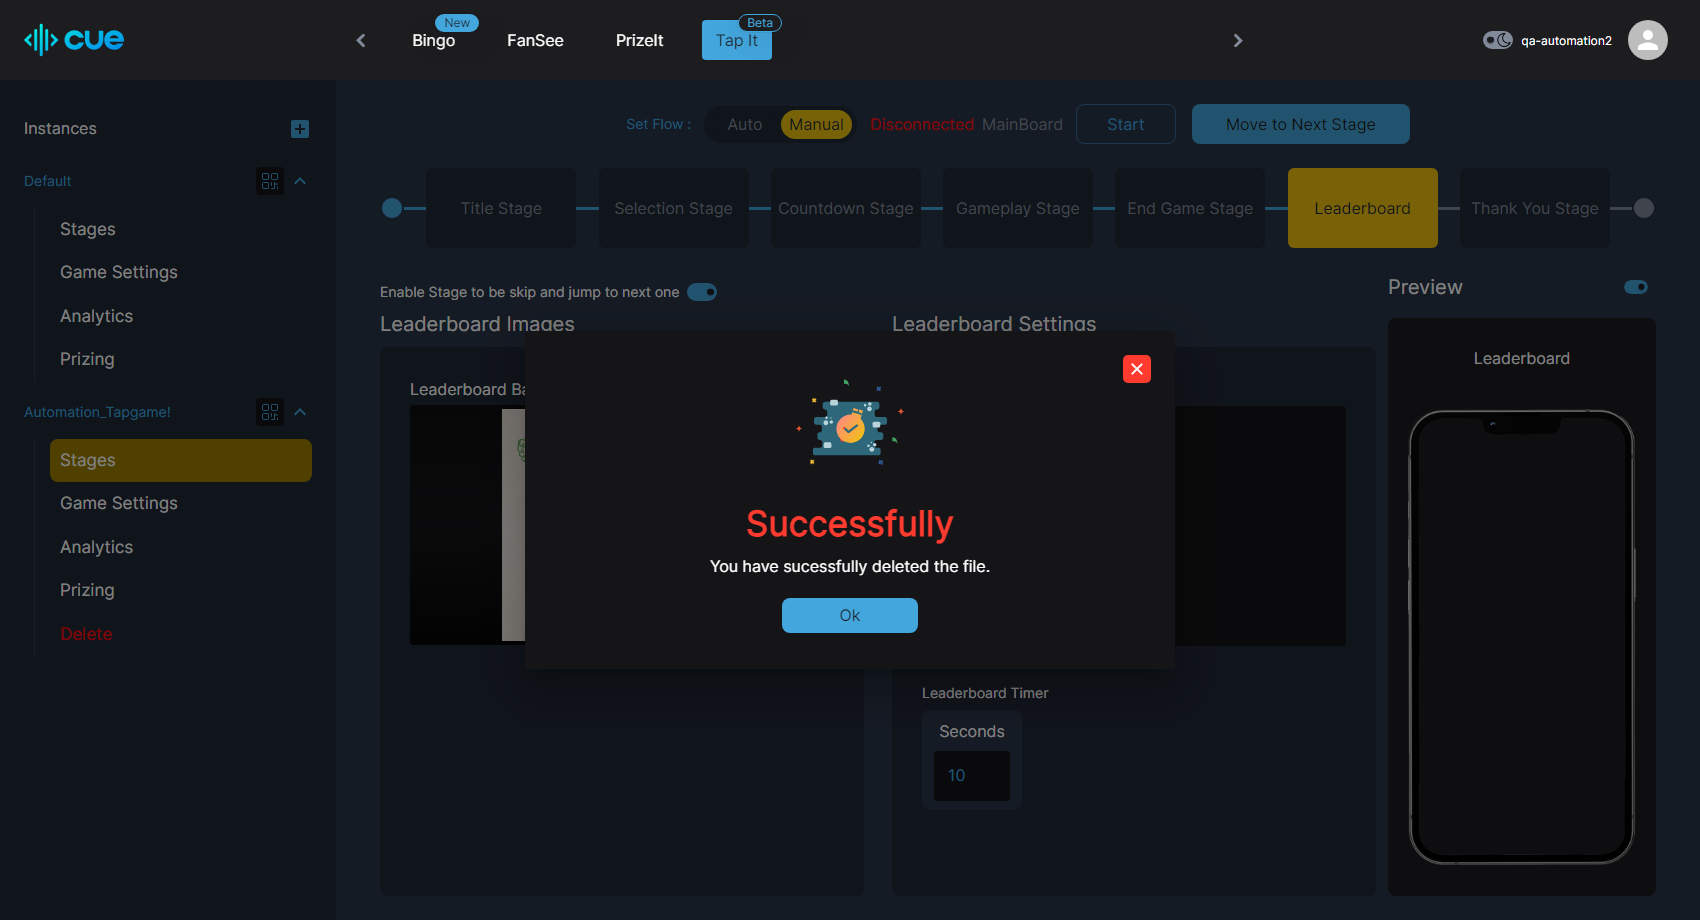 cue
Bingo
New
FanSee
PrizeIt
Tap It
Beta
qa-automation2
Instances
Default
Stages
Game Settings
Analytics
Prizing
Automation_Tapgame!
Stages
Game Settings
Analytics
Prizing
Delete
Set Flow :
Auto
Manual
Disconnected MainBoard
Start
Move to Next Stage
Title Stage
Selection Stage
Countdown Stage
Gameplay Stage
End Game Stage
Leaderboard
Thank You Stage
Enable Stage to be skip and jump to next one
Leaderboard Images
Leaderboard Settings
Preview
Leaderboard Ba
Leaderboard
Successfully
You have sucessfully deleted the file.
Ok
Leaderboard Timer
Seconds
10